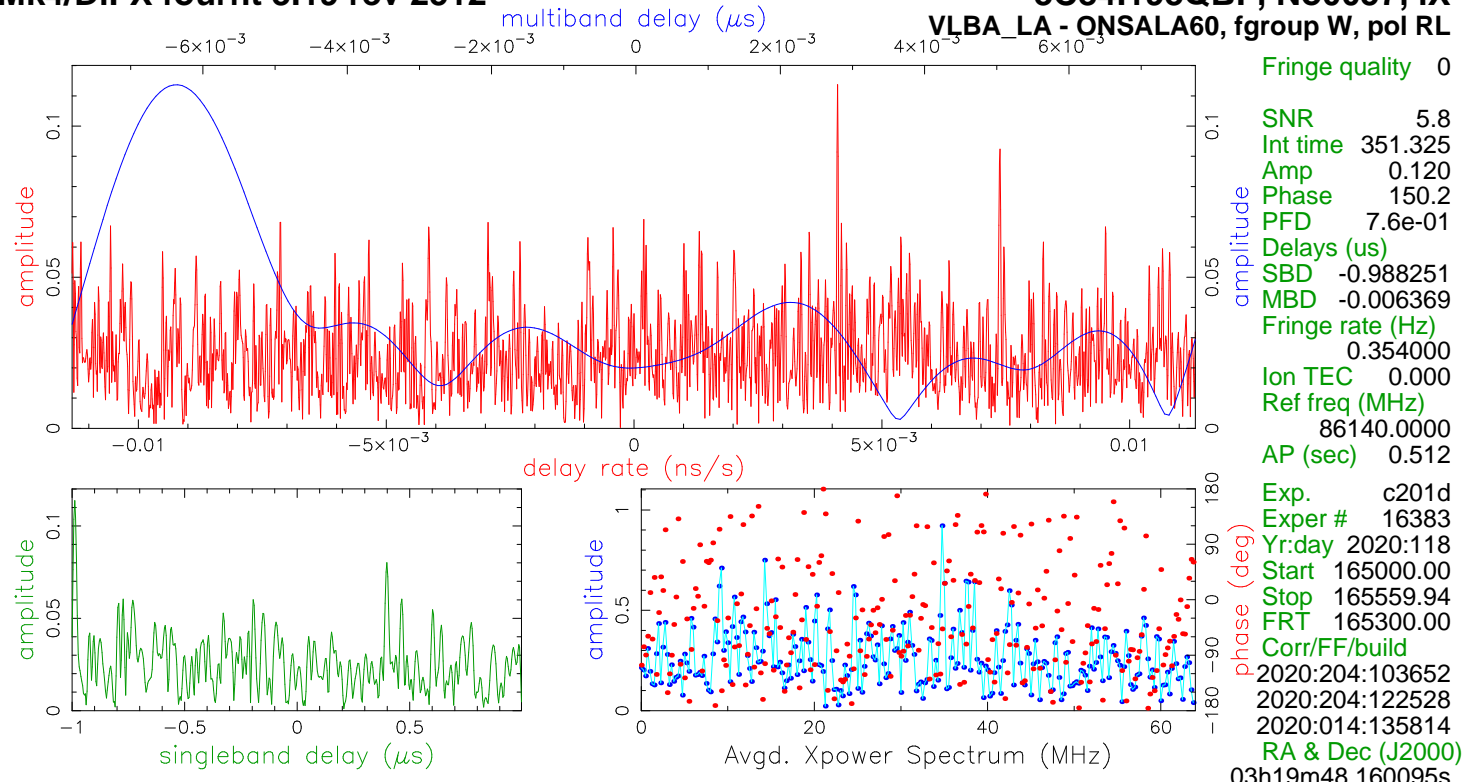 multiband delay (μs)
VLBA_LA - ONSALA60, fgroup W, pol RL
−6×10⁻³ −4×10⁻³ −2×10⁻³ 0 2×10⁻³ 4×10⁻³ 6×10⁻³
amplitude
0 0.05 0.1
amplitude
0 0.05 0.1
−0.01 −5×10⁻³ 0 5×10⁻³ 0.01
delay rate (ns/s)
Fringe quality 0
SNR 5.8
Int time 351.325
Amp 0.120
Phase 150.2
PFD 7.6e-01
Delays (us)
SBD -0.988251
MBD -0.006369
Fringe rate (Hz)
0.354000
Ion TEC 0.000
Ref freq (MHz)
86140.0000
AP (sec) 0.512
Exp. c201d
Exper # 16383
Yr:day 2020:118
Start 165000.00
Stop 165559.94
FRT 165300.00
Corr/FF/build
2020:204:103652
2020:204:122528
2020:014:135814
RA & Dec (J2000)
03h19m48.160095s
amplitude
0 0.05 0.1
−1 −0.5 0 0.5
singleband delay (μs)
amplitude
0 0.5 1
phase (deg)
−180 −90 0 90 180
0 20 40 60
Avgd. Xpower Spectrum (MHz)